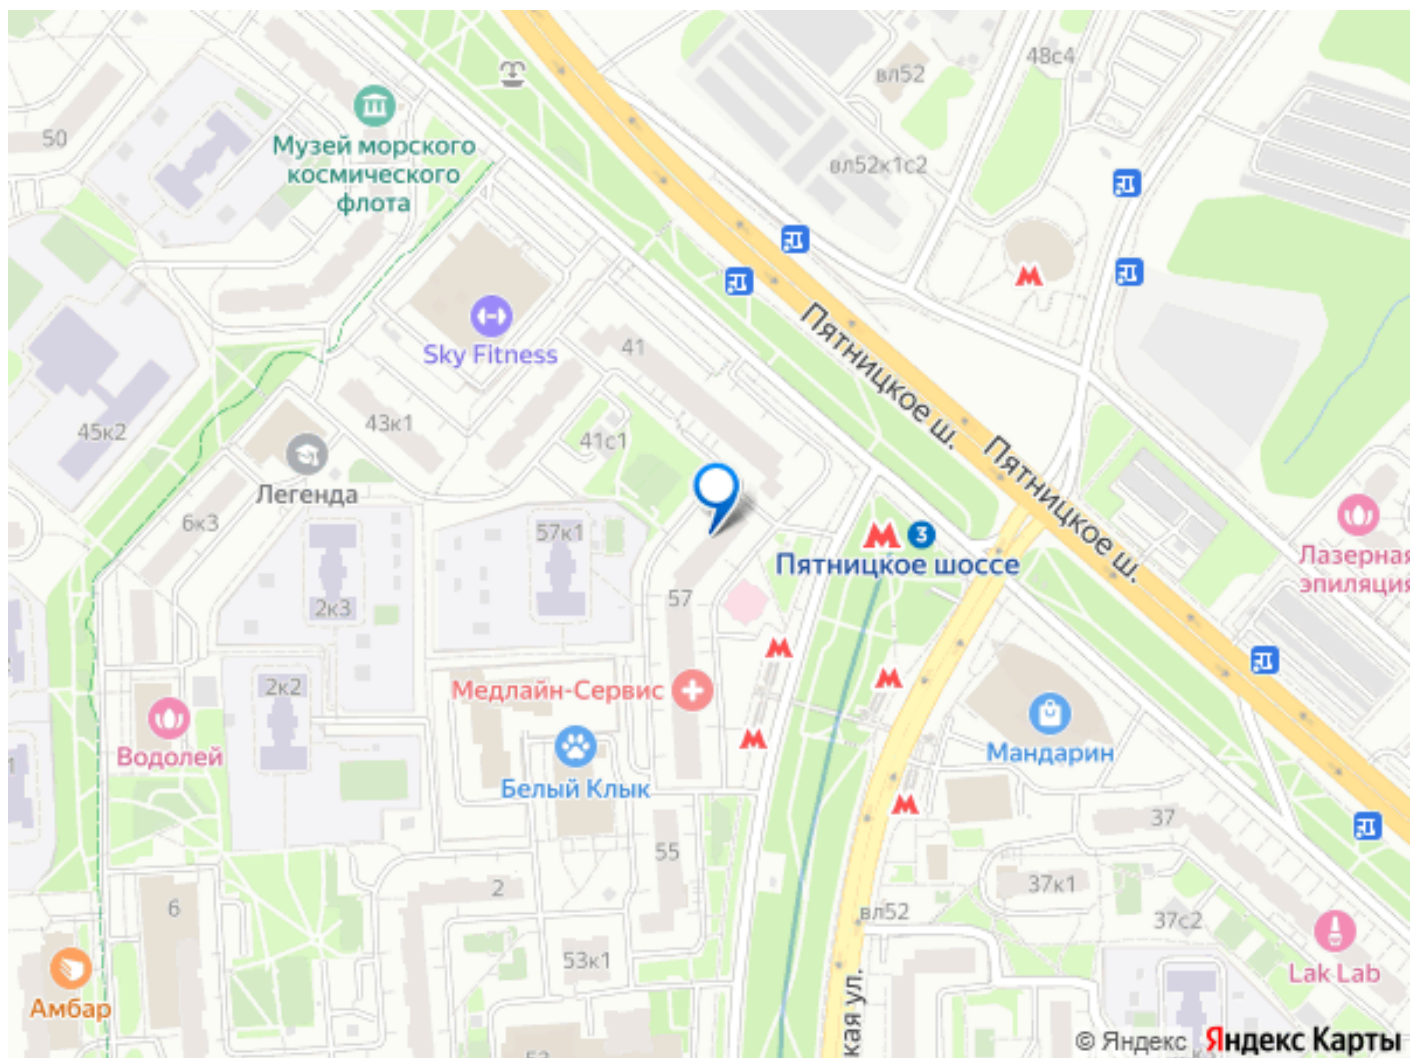 вл52
48с4
50
Музей морского
космического
флота
вл52к1с2
Пятницкое ш.
Sky Fitness
41
45к2
43к1
41с1
Пятницкое ш.
Легенда
6к3
57к1
3
Пятницкое шоссе
Лазерная
эпиляция
2к3
57
2к2
Медлайн-Сервис
Водолей
Мандарин
Белый Клык
37
55
2
37к1
6
вл52
37с2
53к1
Lak Lab
Амбар
кая ул.
© Яндекс Яндекс Карты